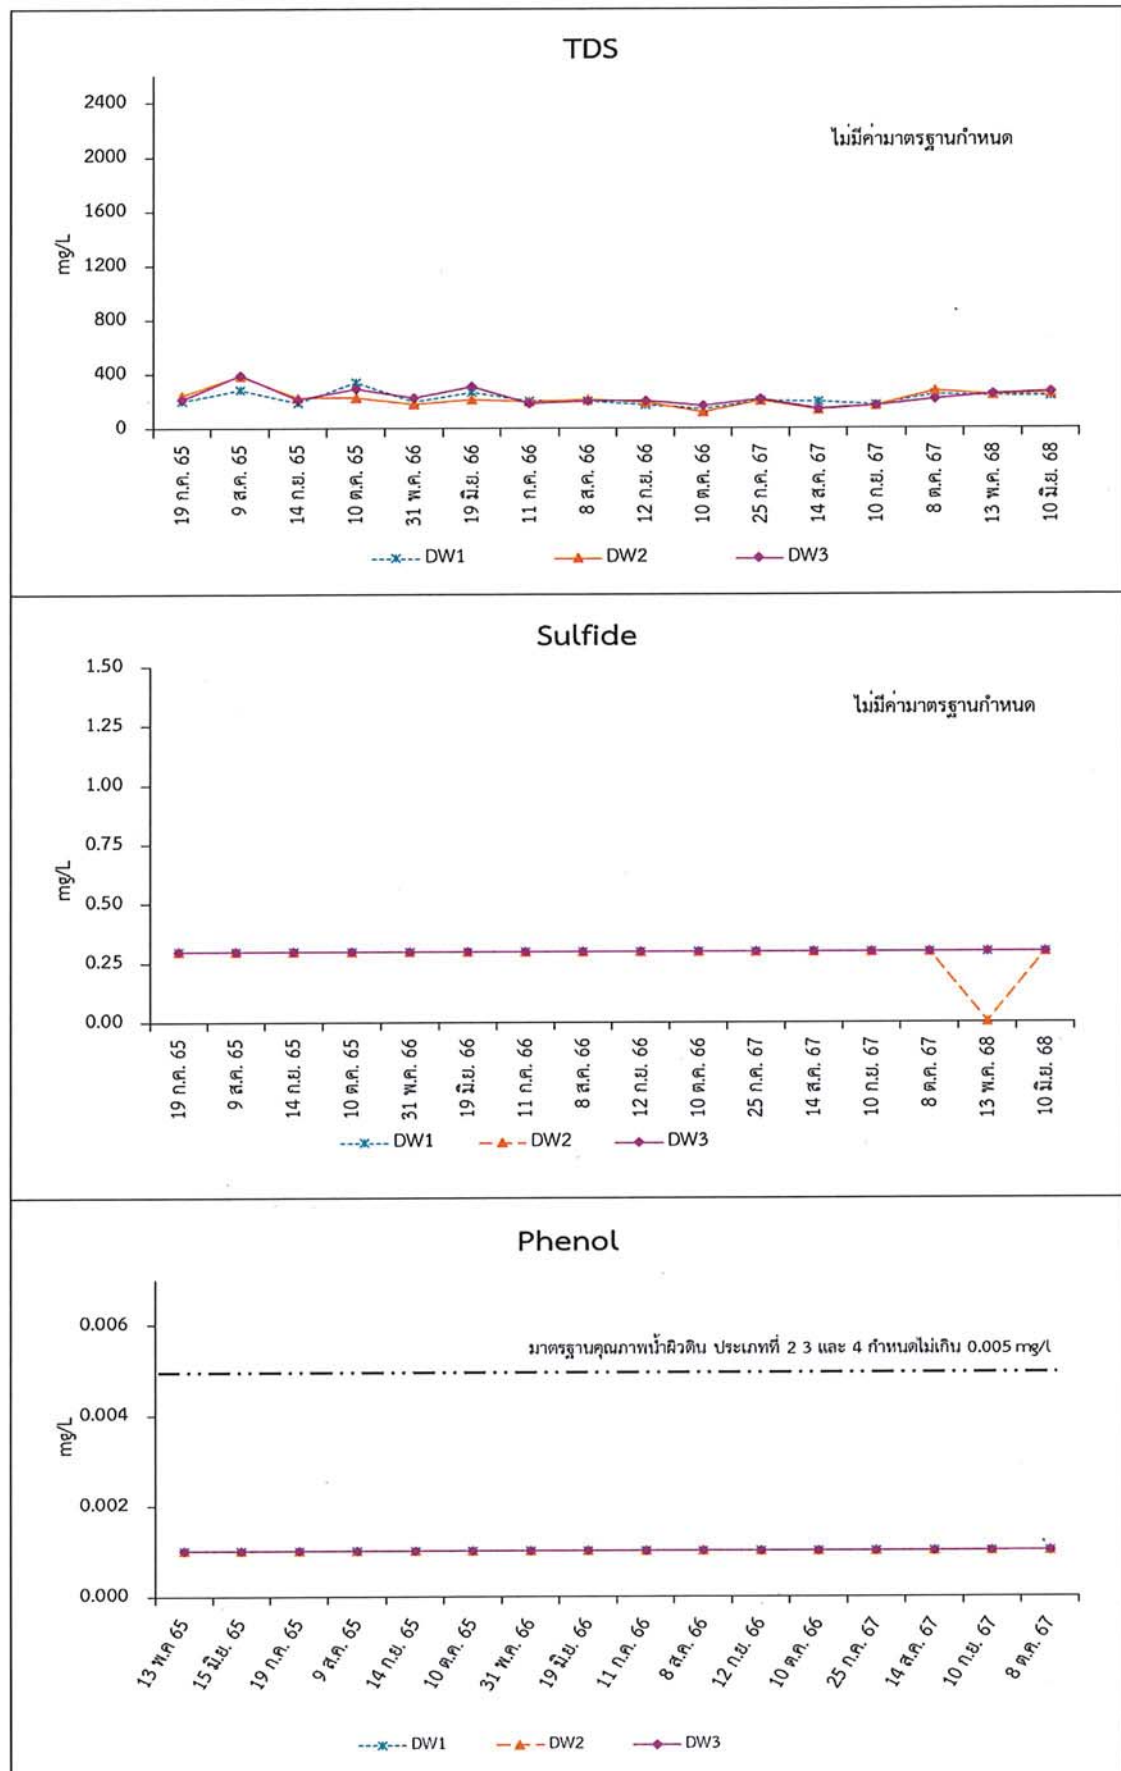 TDS
2400
ไม่มีค่ามาตรฐานกำหนด
2000
1600
mg/L
1200
800
400
0
19 ก.ค. 65
9 ส.ค. 65
14 ก.ย. 65
10 ต.ค. 65
31 พ.ค. 66
19 มิ.ย. 66
11 ก.ค. 66
8 ส.ค. 66
12 ก.ย. 66
10 ต.ค. 66
25 ก.ค. 67
14 ส.ค. 67
10 ก.ย. 67
8 ต.ค. 67
13 พ.ค. 68
10 มิ.ย. 68
DW1 DW2 DW3
Sulfide
1.50
ไม่มีค่ามาตรฐานกำหนด
1.25
1.00
0.75
mg/L
0.50
0.25
0.00
19 ก.ค. 65
9 ส.ค. 65
14 ก.ย. 65
10 ต.ค. 65
31 พ.ค. 66
19 มิ.ย. 66
11 ก.ค. 66
8 ส.ค. 66
12 ก.ย. 66
10 ต.ค. 66
25 ก.ค. 67
14 ส.ค. 67
10 ก.ย. 67
8 ต.ค. 67
13 พ.ค. 68
10 มิ.ย. 68
DW1 DW2 DW3
Phenol
0.006
มาตรฐานคุณภาพน้ำผิวดิน ประเภทที่ 2 3 และ 4 กำหนดไม่เกิน 0.005 mg/l
0.004
mg/L
0.002
0.000
13 พ.ค 65
15 มิ.ย. 65
19 ก.ค. 65
9 ส.ค. 65
14 ก.ย. 65
10 ต.ค. 65
31 พ.ค. 66
19 มิ.ย. 66
11 ก.ค. 66
8 ส.ค. 66
12 ก.ย. 66
10 ต.ค. 66
25 ก.ค. 67
14 ส.ค. 67
10 ก.ย. 67
8 ต.ค. 67
DW1 DW2 DW3